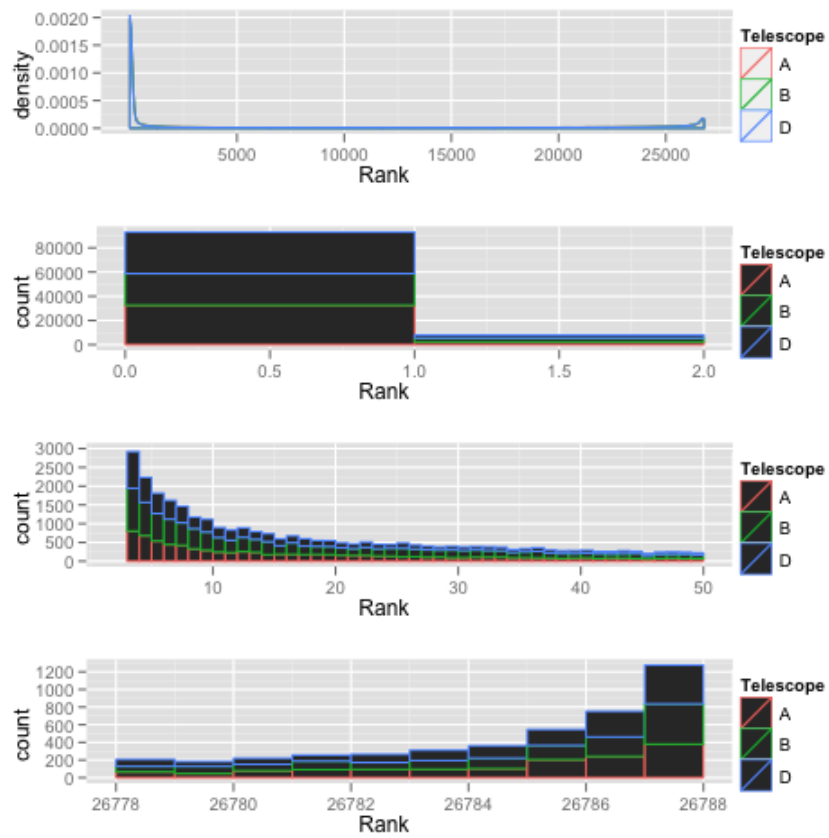 density
0.0020
0.0015
0.0010
0.0005
0.0000
5000 10000 15000 20000 25000
Rank
Telescope
A
B
D
count
80000
60000
40000
20000
0
0.0 0.5 1.0 1.5 2.0
Rank
Telescope
A
B
D
count
3000
2500
2000
1500
1000
500
0
10 20 30 40 50
Rank
Telescope
A
B
D
count
1200
1000
800
600
400
200
0
26778 26780 26782 26784 26786 26788
Rank
Telescope
A
B
D